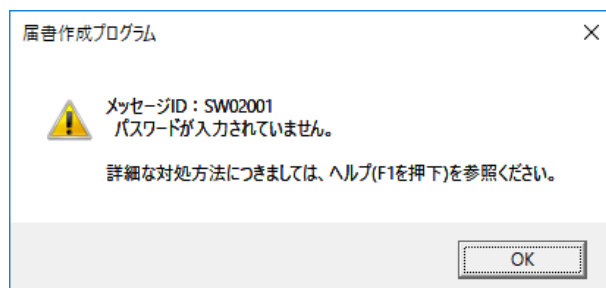 届書作成プログラム
メッセージID：SW02001
パスワードが入力されていません。
詳細な対処方法につきましては、ヘルプ(F1を押下)を参照ください。
OK